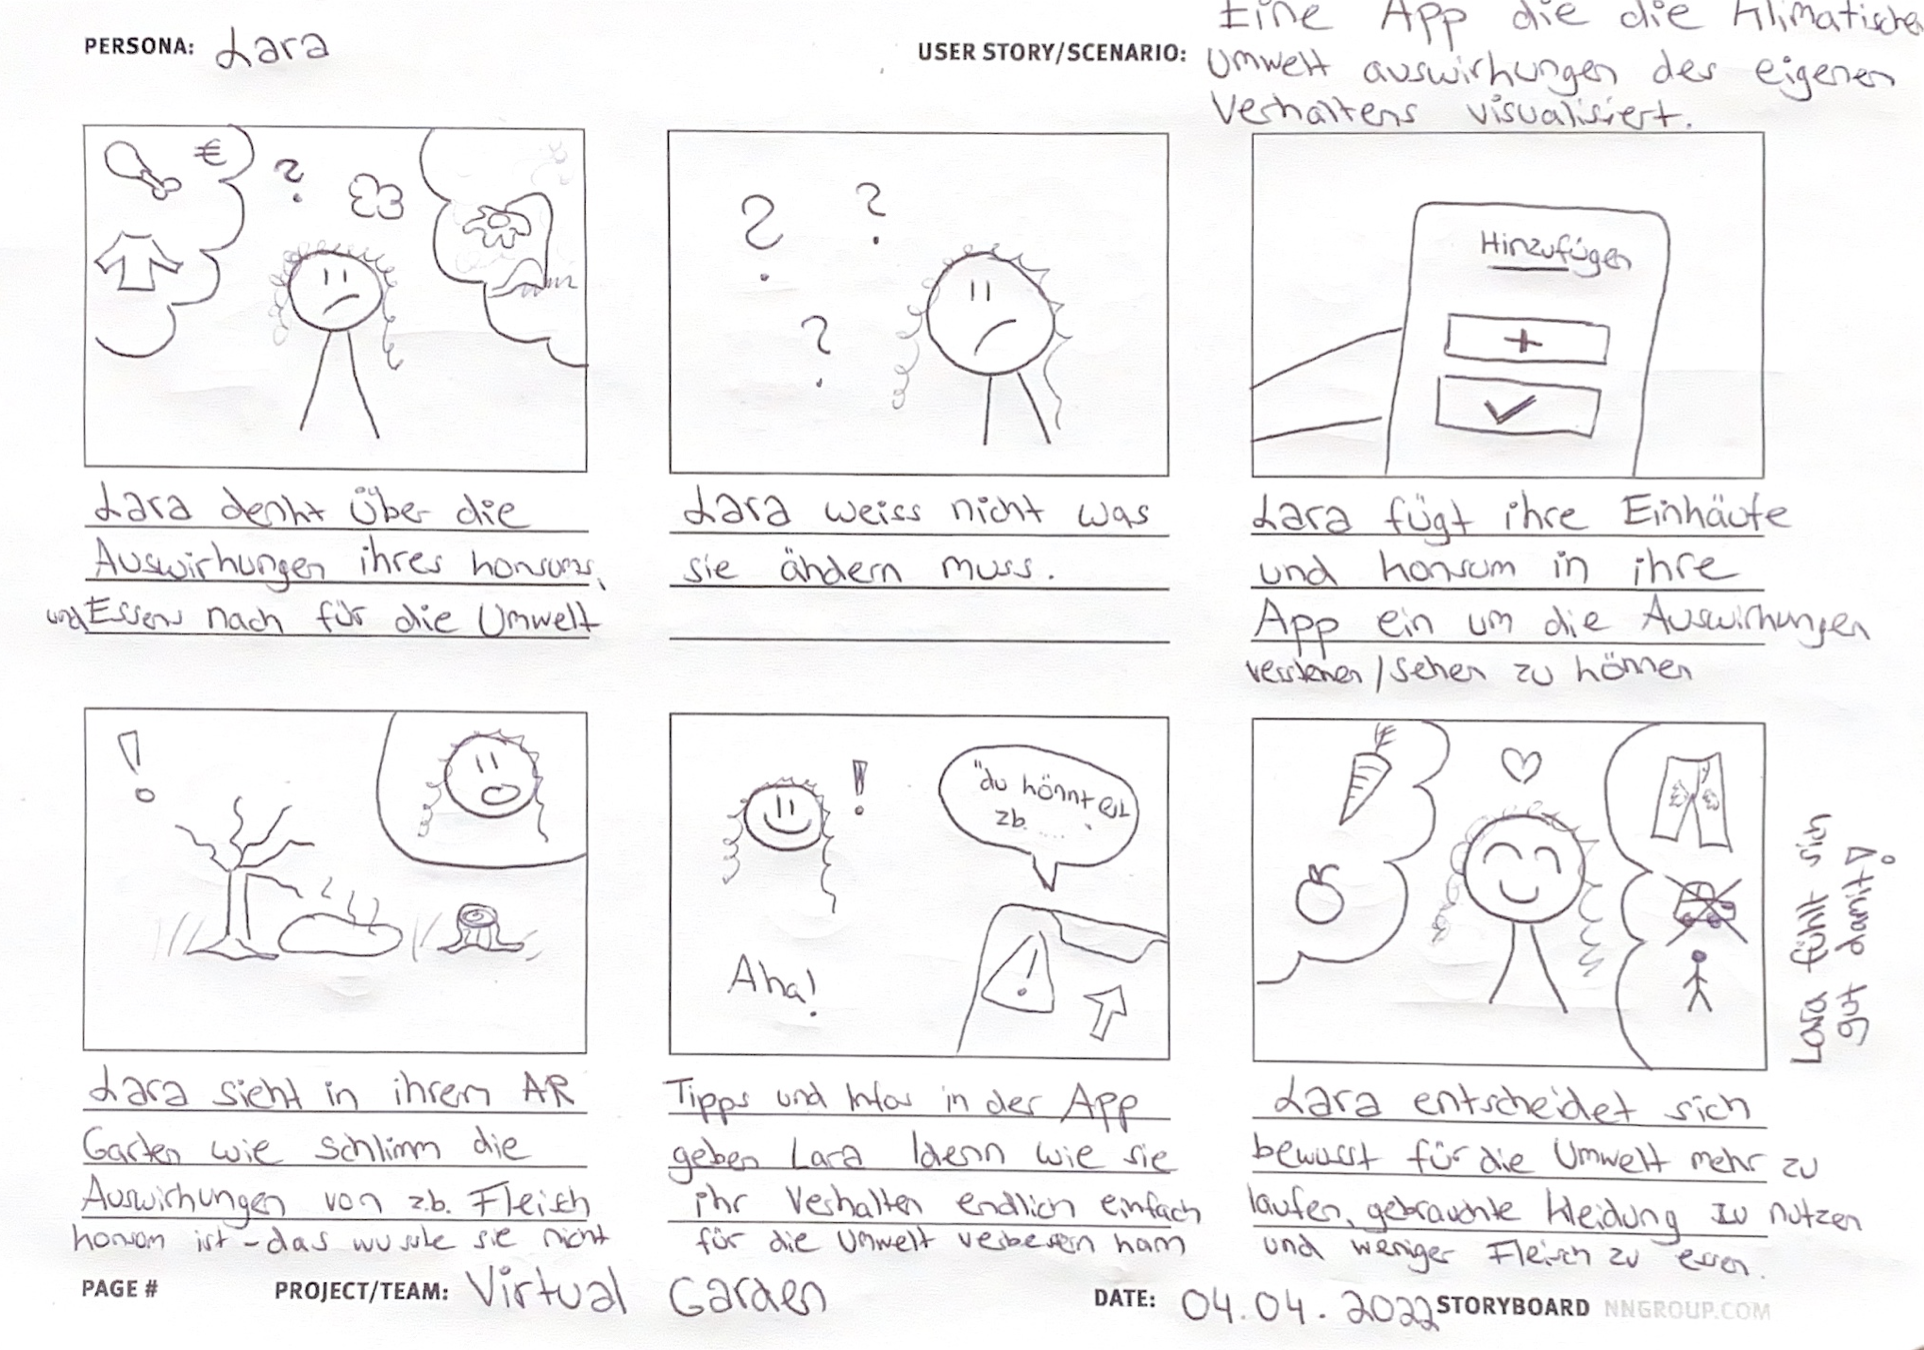 PERSONA: Lara
USER STORY/SCENARIO: Eine App die die Klimatische
Umwelt auswirkungen des eigenen
Verhaltens visualisiert.
€
?
Lara denkt über die
Auswirkungen ihres konsums,
und Essens nach für die Umwelt
? ?
?
Lara weiss nicht was
sie ändern muss.
Hinzufügen
+
✓
Lara fügt ihre Einkäufe
und konsum in ihre
App ein um die Auswirkungen
verstehen / sehen zu können
!
Lara sieht in ihrem AR
Garten wie schlimm die
Auswirkungen von z.b. Fleisch
konsum ist - das wusste sie nicht
!
"du könntest
zb. .....
Aha!
!
Tipps und Infos in der App
geben Lara Idenn wie sie
ihr Verhalten endlich einfach
für die Umwelt verbessern kann
Lara fühlt sich
gut damit!
Lara entscheidet sich
bewusst für die Umwelt mehr zu
laufen, gebrauchte Kleidung zu nutzen
und weniger Fleisch zu essen.
PAGE # PROJECT/TEAM: Virtual Garden DATE: 04.04.2022 STORYBOARD NNGROUP.COM